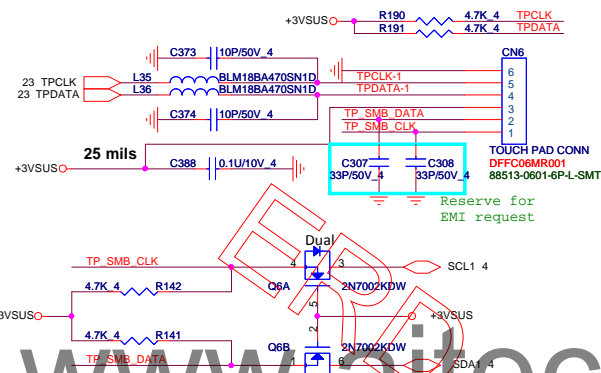 +3VSUS R190 4.7K_4 TPCLK
R191 4.7K_4 TPDATA
C373 10P/50V_4
CN6
23 TPCLK L35 BLM18BA470SN1D TPCLK-1
23 TPDATA L36 BLM18BA470SN1D TPDATA-1
6
5
4
3
2
1
C374 10P/50V_4
TP_SMB_DATA
TP_SMB_CLK
25 mils
+3VSUS C388 0.1U/10V_4
C307 C308
33P/50V_4 33P/50V_4
TOUCH PAD CONN
DFFC06MR001
88513-0601-6P-L-SMT
Reserve for
EMI request
Dual
TP_SMB_CLK 4 3 SCL1 4
4.7K_4 R142 Q6A 2N7002KDW
5
3VSUS +3VSUS
2
4.7K_4 R141 Q6B 2N7002KDW
TP_SMB_DATA 1 6 SDA1 4